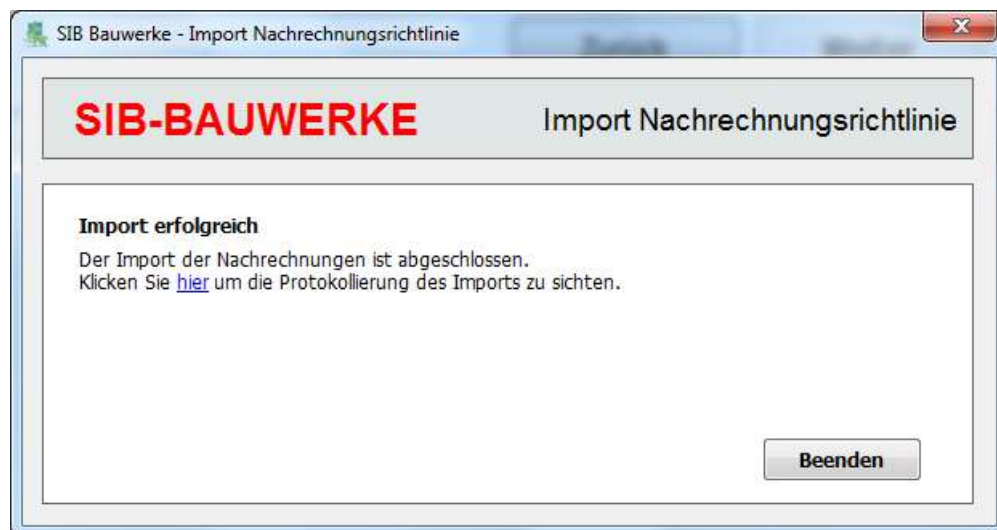 SIB Bauwerke - Import Nachrechnungsrichtlinie
Zurück
SIB-BAUWERKE
Import Nachrechnungsrichtlinie
Import erfolgreich
Der Import der Nachrechnungen ist abgeschlossen.
Klicken Sie hier um die Protokollierung des Imports zu sichten.
Beenden